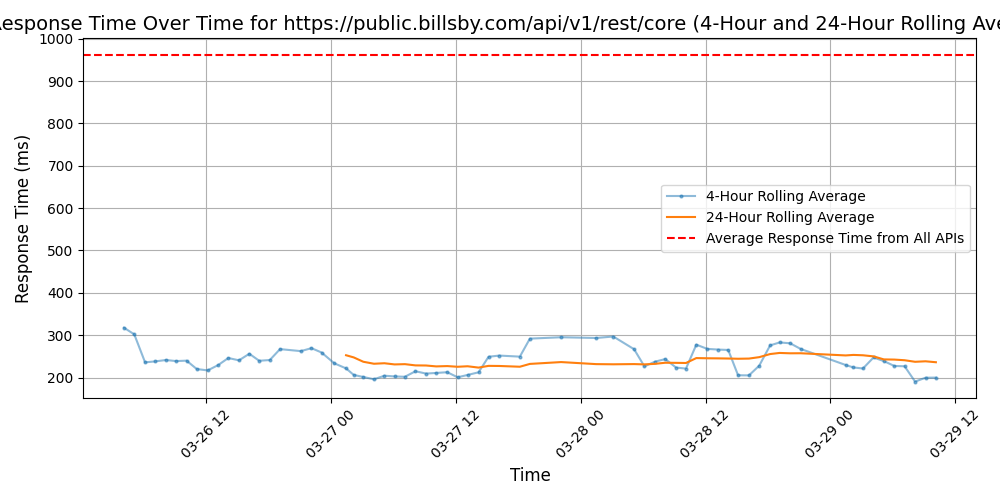 esponse Time Over Time for https://public.billsby.com/api/v1/rest/core (4-Hour and 24-Hour Rolling Ave
1000
900
800
700
600
500
400
300
200
Response Time (ms)
4-Hour Rolling Average
24-Hour Rolling Average
Average Response Time from All APIs
03-26 12
03-27 00
03-27 12
03-28 00
03-28 12
03-29 00
03-29 12
Time